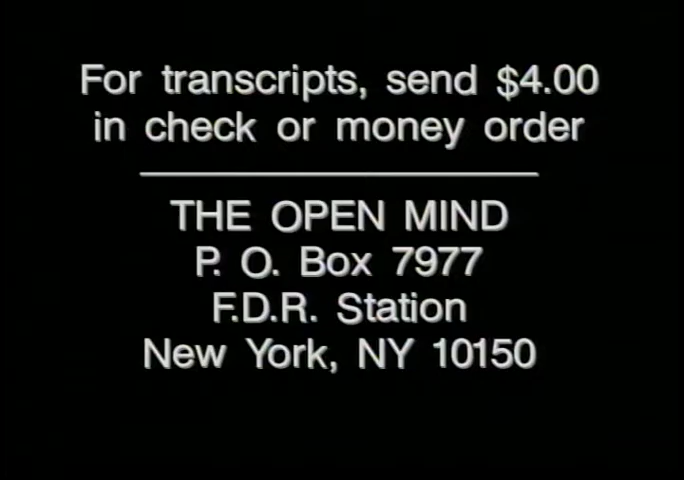 For transcripts, send $4.00
in check or money order
THE OPEN MIND
P. O. Box 7977
F.D.R. Station
New York, NY 10150